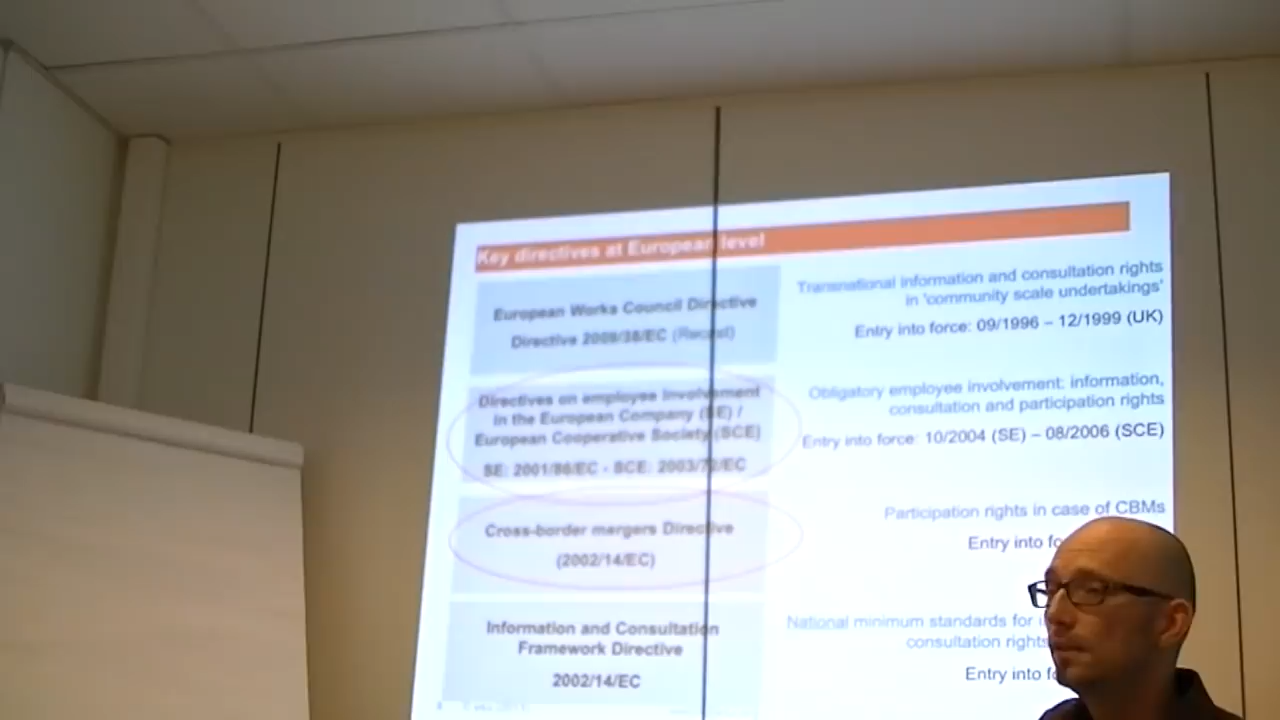 Key directives at European level
European Works Council Directive
Directive 2009/38/EC (Recast)
Transnational information and consultation rights
in 'community scale undertakings'
Entry into force: 09/1996 – 12/1999 (UK)
Directives on employee involvement
in the European Company (SE) /
European Cooperative Society (SCE)
SE: 2001/86/EC - SCE: 2003/72/EC
Obligatory employee involvement: information,
consultation and participation rights
Entry into force: 10/2004 (SE) – 08/2006 (SCE)
Cross-border mergers Directive
(2002/14/EC)
Participation rights in case of CBMs
Entry into
Information and Consultation
Framework Directive
2002/14/EC
National minimum standards for
consultation rights
Entry into